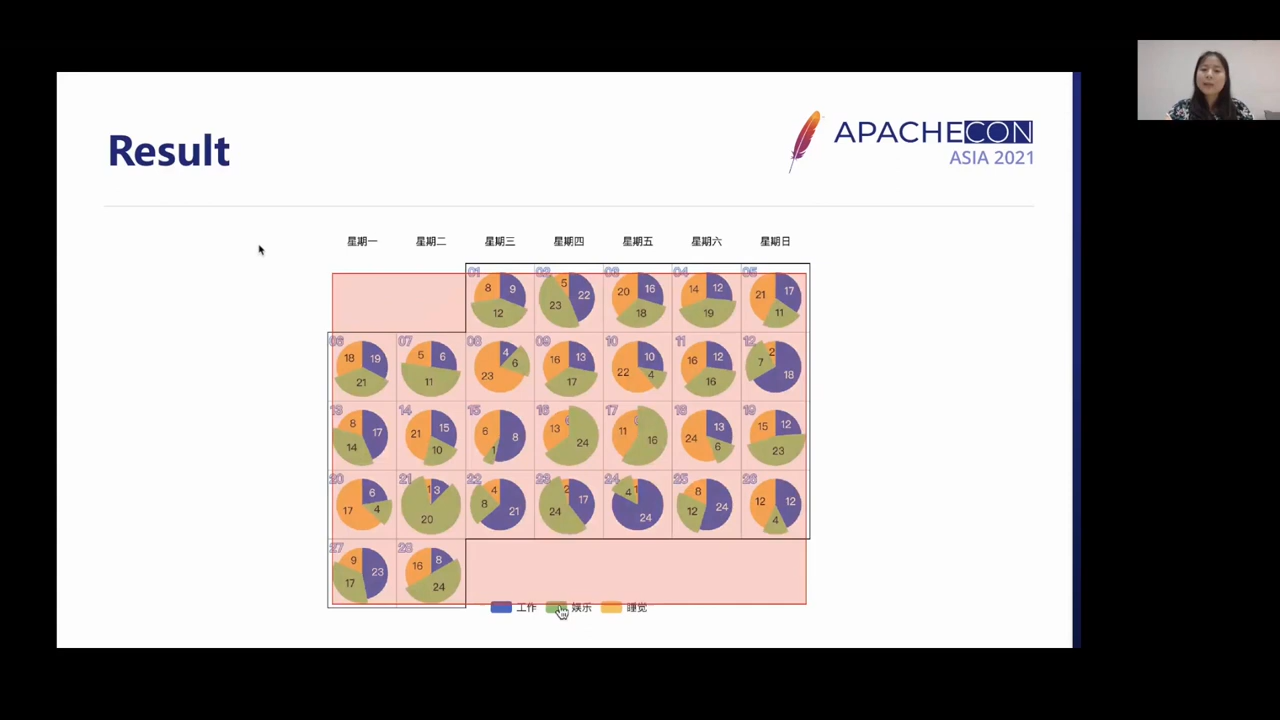 Result
APACHECON
ASIA 2021
星期一 星期二 星期三 星期四 星期五 星期六 星期日
01 02 03 04 05
8 9 12 5 22 23 20 16 18 14 12 19 21 17 11
06 07 08 09 10 11 12
18 19 21 5 6 11 4 6 23 16 13 17 10 4 22 16 12 16 2 7 18
13 14 15 16 17 18 19
8 17 14 21 15 10 6 8 1 13 24 11 16 13 24 6 15 12 23
20 21 22 23 24 25 26
6 17 4 1 3 20 4 8 21 2 17 24 4 1 24 8 12 24 12 12 4
27 28
9 23 17 16 8 24
工作 娱乐 睡觉